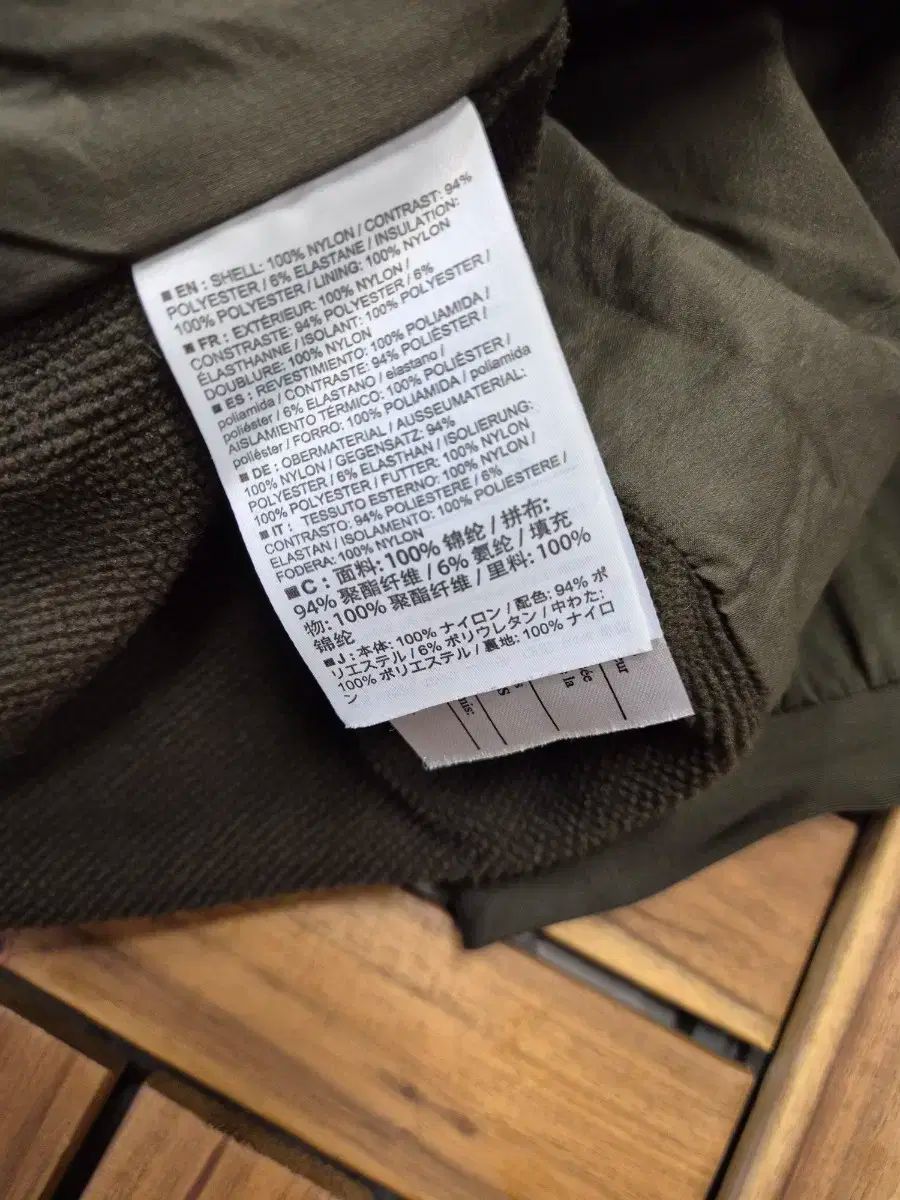 ■ EN : SHELL: 100% NYLON / CONTRAST: 94%
POLYESTER / 6% ELASTANE / INSULATION:
100% POLYESTER / LINING: 100% NYLON
■ FR : EXTÉRIEUR: 100% NYLON /
CONSTRASTE: 94% POLYESTER / 6%
ÉLASTHANNE / ISOLANT: 100% POLYESTER /
DOUBLURE: 100% NYLON
■ ES : REVESTIMIENTO: 100% POLIAMIDA /
poliamida / CONTRASTE: 94% POLIÉSTER /
poliéster / 6% ELASTANO / elastano /
AISLAMIENTO TÉRMICO: 100% POLIÉSTER /
poliéster / FORRO: 100% POLIAMIDA / poliamida
■ DE : OBERMATERIAL / AUSSEUMATERIAL:
100% NYLON / GEGENSATZ: 94%
POLYESTER / 6% ELASTHAN / ISOLIERUNG:
100% POLYESTER / FUTTER: 100% NYLON
■ IT : TESSUTO ESTERNO: 100% NYLON /
CONTRASTO: 94% POLIESTERE / 6%
ELASTAN / ISOLAMENTO: 100% POLIESTERE /
FODERA: 100% NYLON
■ C : 面料: 100% 锦纶 / 拼布:
94% 聚酯纤维 / 6% 氨纶 / 填充
物: 100% 聚酯纤维 / 里料: 100%
锦纶
■ J : 本体: 100% ナイロン / 配色: 94% ポ
リエステル / 6% ポリウレタン / 中わた:
100% ポリエステル / 裏地: 100% ナイロ
ン
nis:
S
la